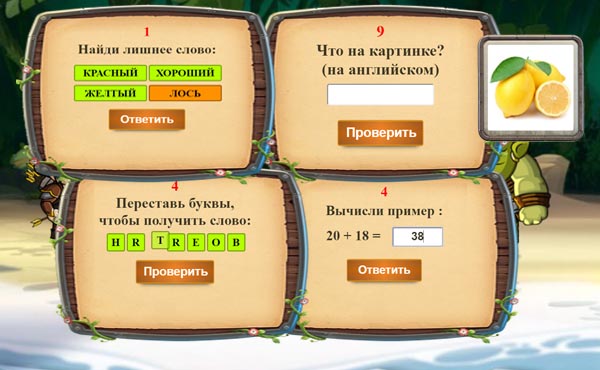 1
Найди лишнее слово:
КРАСНЫЙ ХОРОШИЙ
ЖЕЛТЫЙ ЛОСЬ
Ответить
9
Что на картинке?
(на английском)
Проверить
4
Переставь буквы,
чтобы получить слово:
H R T R E O B
Проверить
4
Вычисли пример :
20 + 18 = 38
Ответить